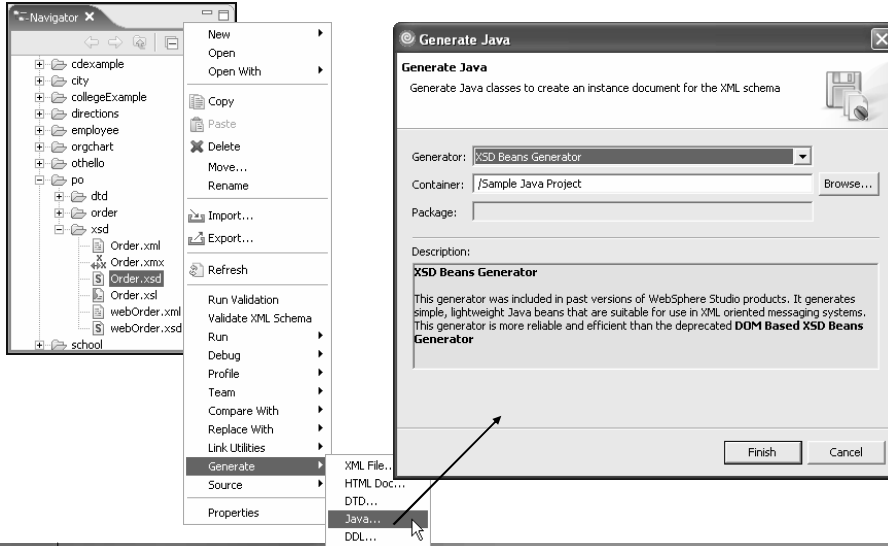 Navigator
cdexample
city
collegeExample
directions
employee
orgchart
othello
po
dtd
order
xsd
Order.xml
Order.xmx
Order.xsd
Order.xsl
webOrder.xml
webOrder.xsd
school
New
Open
Open With
Copy
Paste
Delete
Move...
Rename
Import...
Export...
Refresh
Run Validation
Validate XML Schema
Run
Debug
Profile
Team
Compare With
Replace With
Link Utilities
Generate
Source
Properties
XML File...
HTML Doc...
DTD...
Java...
DDL...
Generate Java
Generate Java
Generate Java classes to create an instance document for the XML schema
Generator: XSD Beans Generator
Container: /Sample Java Project Browse...
Package:
Description:
XSD Beans Generator
This generator was included in past versions of WebSphere Studio products. It generates
simple, lightweight Java beans that are suitable for use in XML oriented messaging systems.
This generator is more reliable and efficient than the deprecated DOM Based XSD Beans
Generator
Finish Cancel